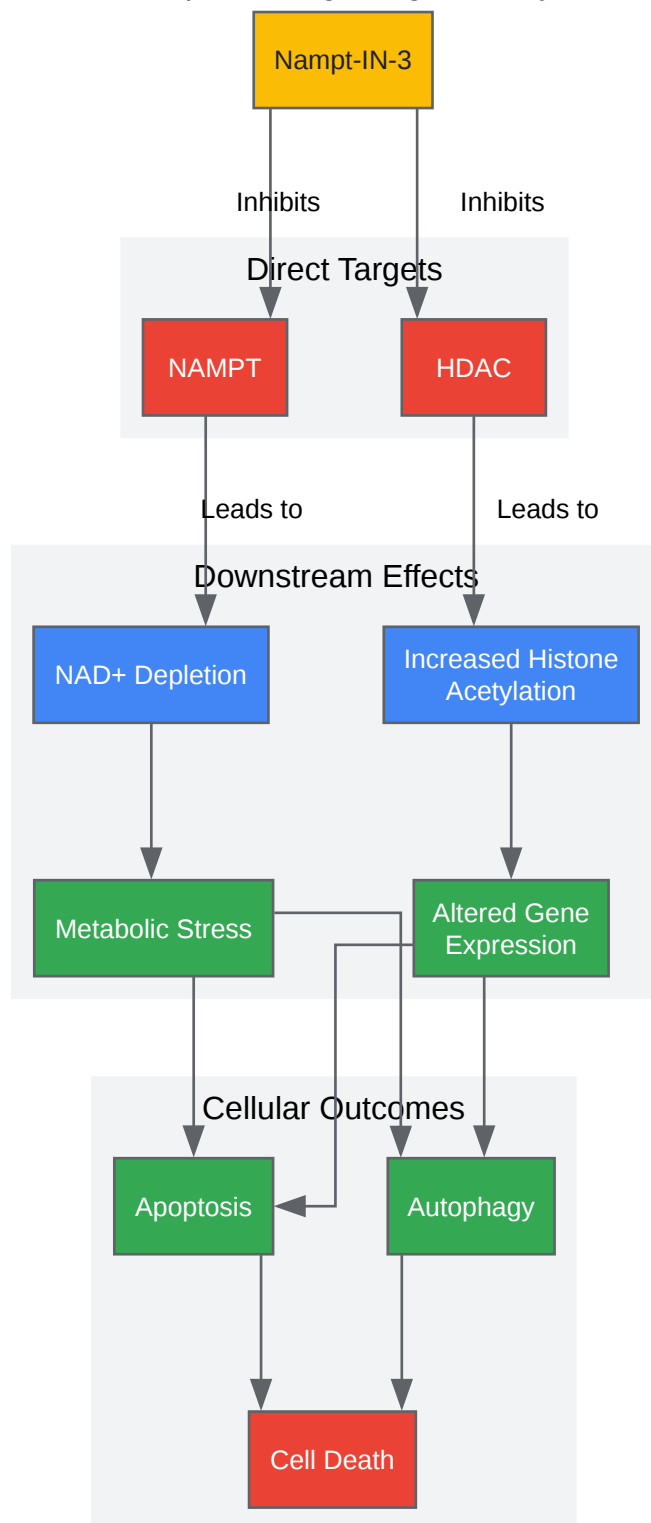 Nampt-IN-3
Inhibits
Inhibits
Direct Targets
NAMPT
HDAC
Leads to
Leads to
Downstream Effects
NAD+ Depletion
Increased Histone
Acetylation
Metabolic Stress
Altered Gene
Expression
Cellular Outcomes
Apoptosis
Autophagy
Cell Death